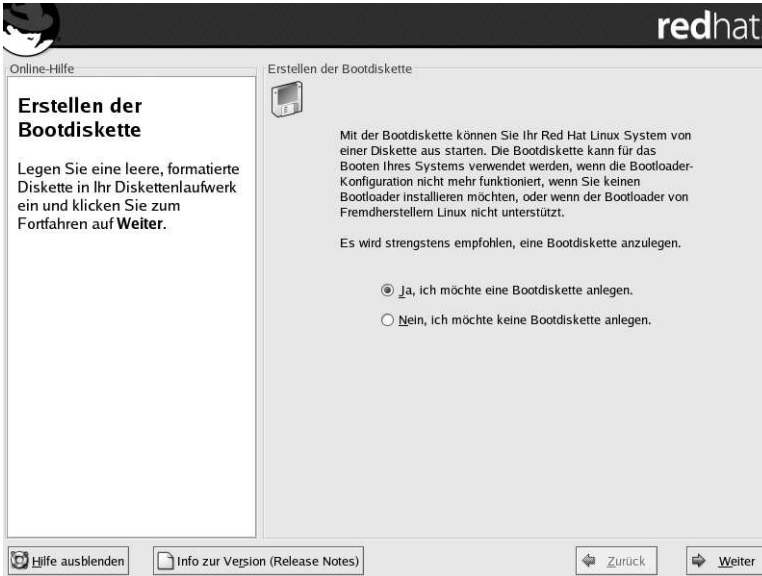 redhat.
Online-Hilfe
Erstellen der
Bootdiskette
Legen Sie eine leere, formatierte
Diskette in Ihr Diskettenlaufwerk
ein und klicken Sie zum
Fortfahren auf Weiter.
Erstellen der Bootdiskette
Mit der Bootdiskette können Sie Ihr Red Hat Linux System von
einer Diskette aus starten. Die Bootdiskette kann für das
Booten Ihres Systems verwendet werden, wenn die Bootloader-
Konfiguration nicht mehr funktioniert, wenn Sie keinen
Bootloader installieren möchten, oder wenn der Bootloader von
Fremdherstellern Linux nicht unterstützt.
Es wird strengstens empfohlen, eine Bootdiskette anzulegen.
Ja, ich möchte eine Bootdiskette anlegen.
Nein, ich möchte keine Bootdiskette anlegen.
Hilfe ausblenden
Info zur Version (Release Notes)
Zurück
Weiter